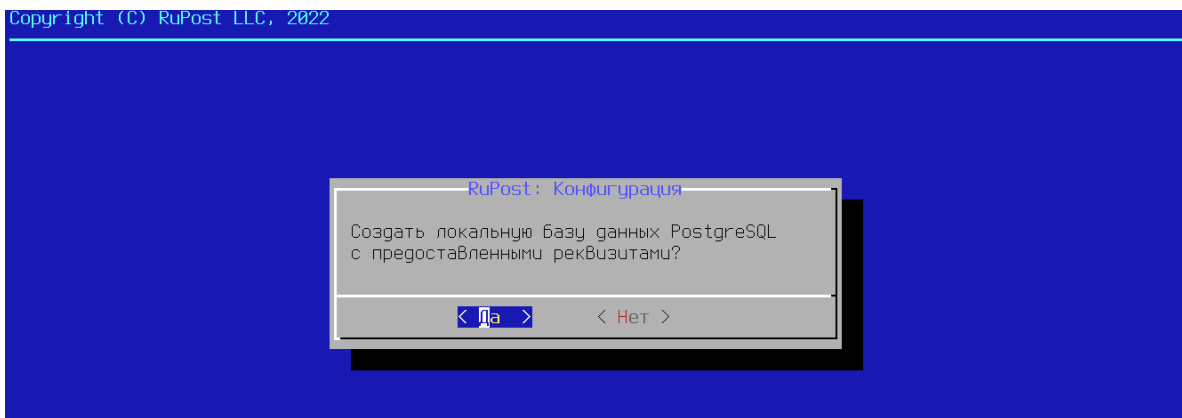 Copyright (C) RuPost LLC, 2022
RuPost: Конфигурация
Создать локальную базу данных PostgreSQL
с предоставленными реквизитами?
< Да > < Нет >